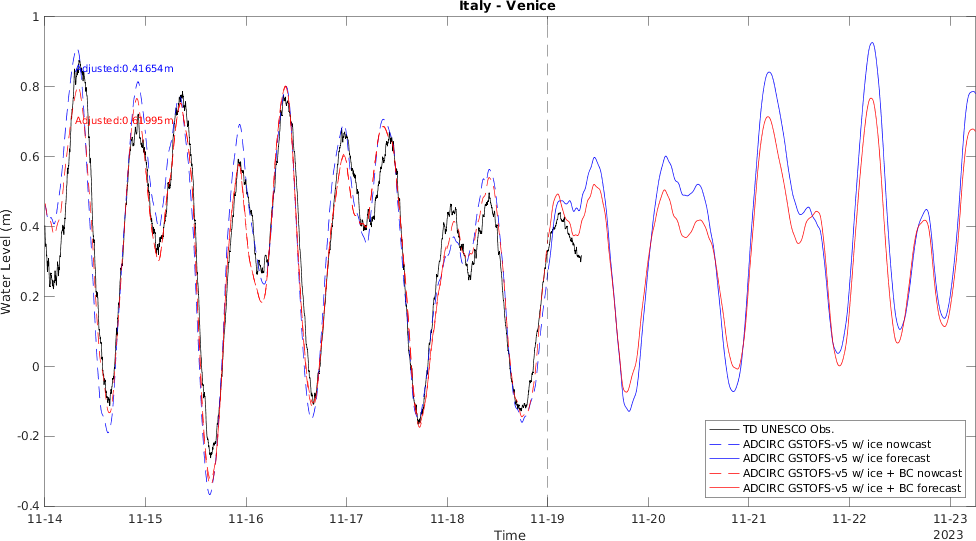 Italy - Venice
Water Level (m)
1
0.8
0.6
0.4
0.2
0
-0.2
-0.4
Adjusted:0.41654m
Adjusted:0.61995m
TD UNESCO Obs.
ADCIRC GSTOFS-v5 w/ ice nowcast
ADCIRC GSTOFS-v5 w/ ice forecast
ADCIRC GSTOFS-v5 w/ ice + BC nowcast
ADCIRC GSTOFS-v5 w/ ice + BC forecast
11-14 11-15 11-16 11-17 11-18 11-19 11-20 11-21 11-22 11-23
Time
2023